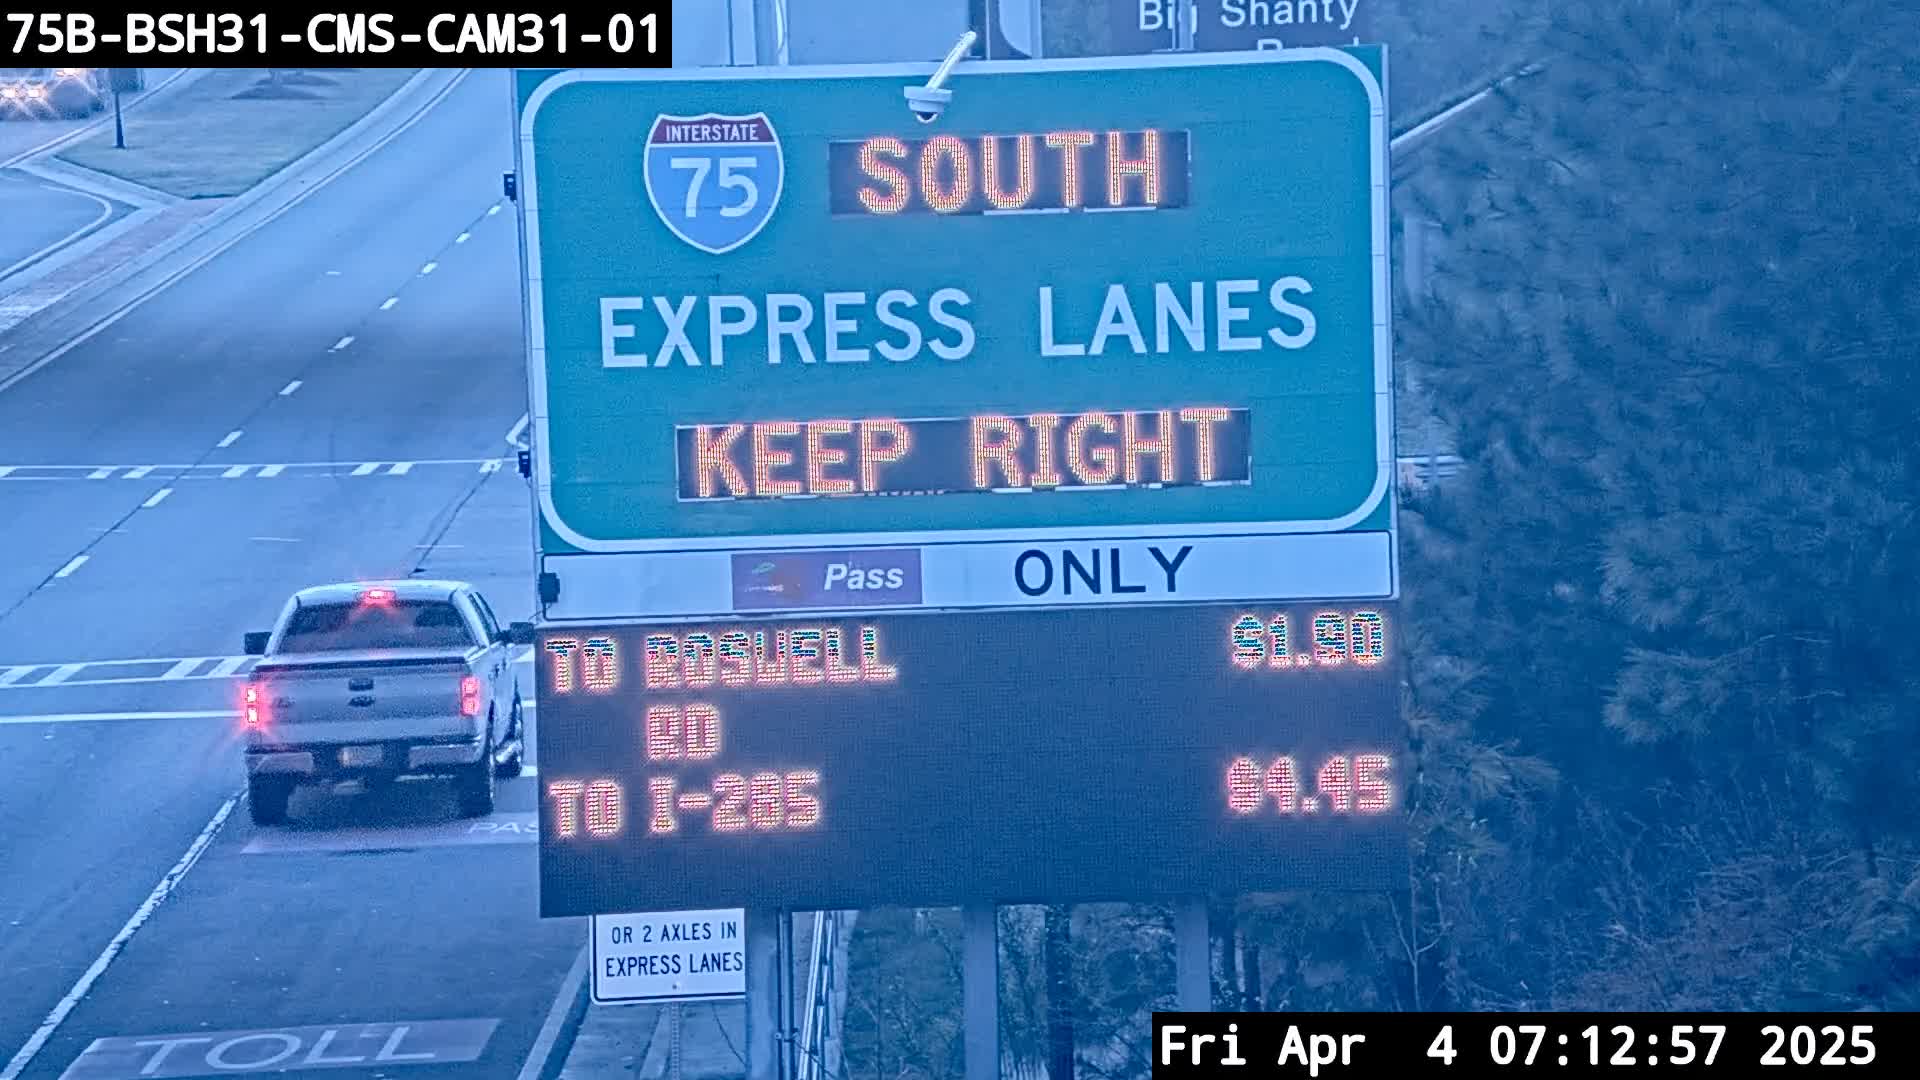 75B-BSH31-CMS-CAM31-01
Big Shanty
INTERSTATE
75
SOUTH
EXPRESS LANES
KEEP RIGHT
Pass ONLY
TO ROSWELL $1.90
RD
TO I-285 $4.45
OR 2 AXLES IN
EXPRESS LANES
TOLL
Fri Apr 4 07:12:57 2025